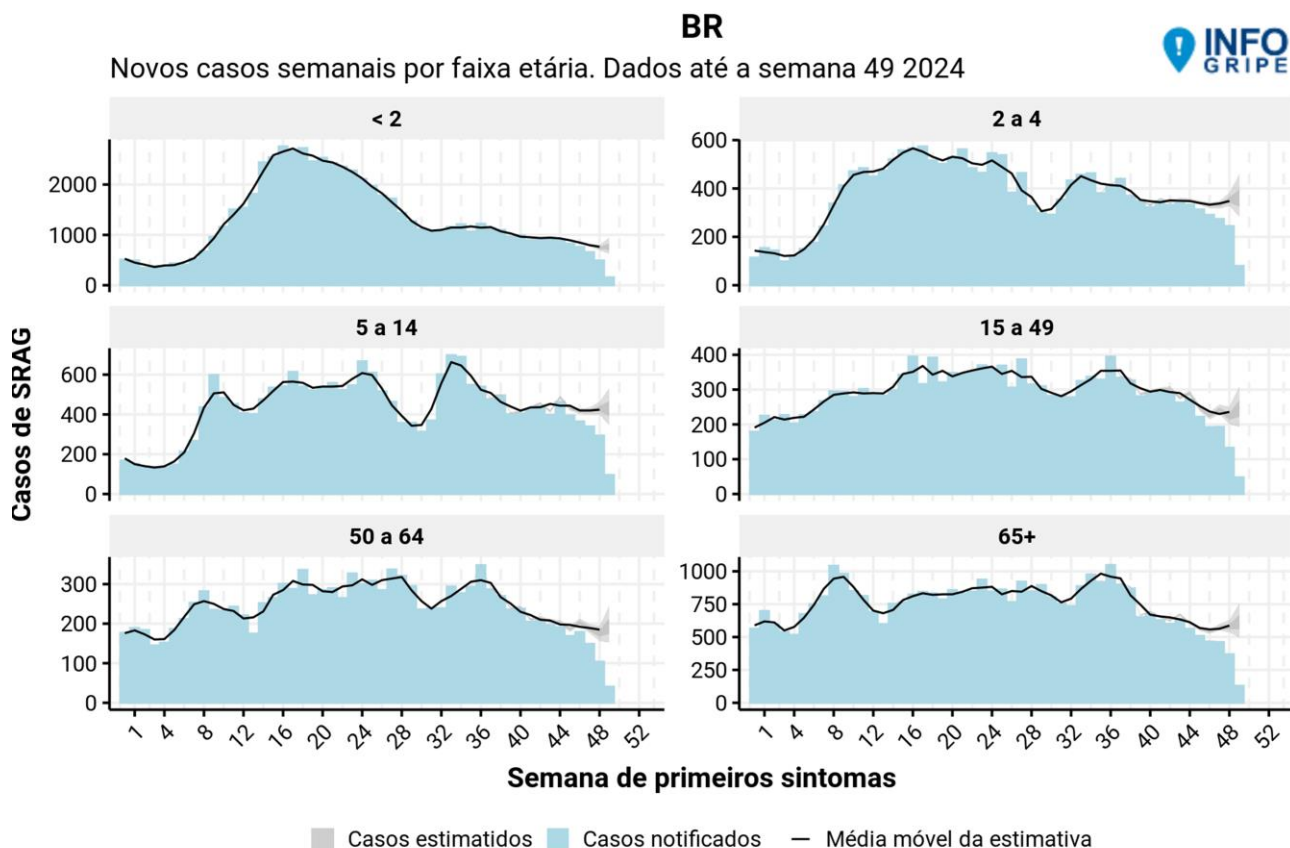 BR
INFO
GRIPE
Novos casos semanais por faixa etária. Dados até a semana 49 2024
< 2
2 a 4
2000
1000
0
600
400
200
0
5 a 14
15 a 49
600
400
200
0
400
300
200
100
0
50 a 64
65+
300
200
100
0
1000
750
500
250
0
1 4 8 12 16 20 24 28 32 36 40 44 48 52
1 4 8 12 16 20 24 28 32 36 40 44 48 52
Casos de SRAG
Semana de primeiros sintomas
Casos estimatidos Casos notificados Média móvel da estimativa